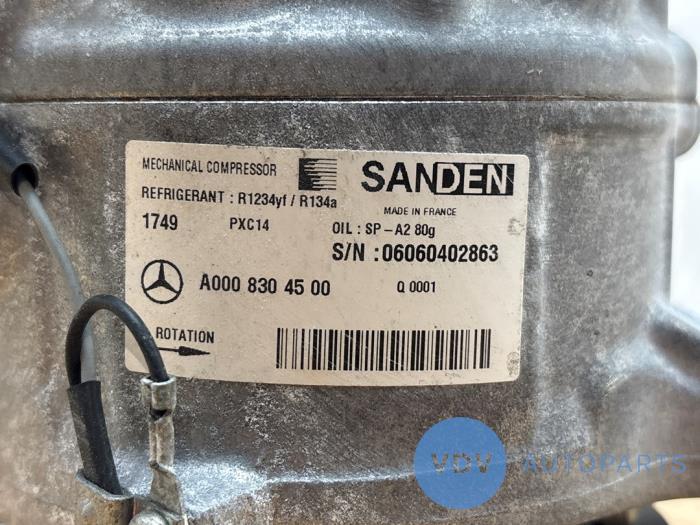 MECHANICAL COMPRESSOR
SANDEN
REFRIGERANT : R1234yf / R134a
MADE IN FRANCE
1749 PXC14 OIL : SP-A2 80g
S/N : 06060402863
A000 830 45 00 Q 0001
ROTATION
VDV AUTOPARTS